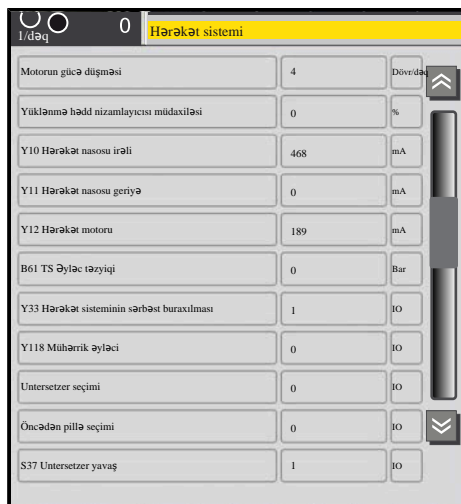 1/dəq
0
Hərəkət sistemi
Motorun gücə düşməsi 4 Dövr/dəq
Yüklənmə hədd nizamlayıcısı müdaxiləsi 0 %
Y10 Hərəkət nasosu irəli 468 mA
Y11 Hərəkət nasosu geriyə 0 mA
Y12 Hərəkət motoru 189 mA
B61 TS Əyləc təzyiqi 0 Bar
Y33 Hərəkət sisteminin sərbəst buraxılması 1 IO
Y118 Mühərrik əyləci 0 IO
Untersetzer seçimi 0 IO
Öncədən pillə seçimi 0 IO
S37 Untersetzer yavaş 1 IO